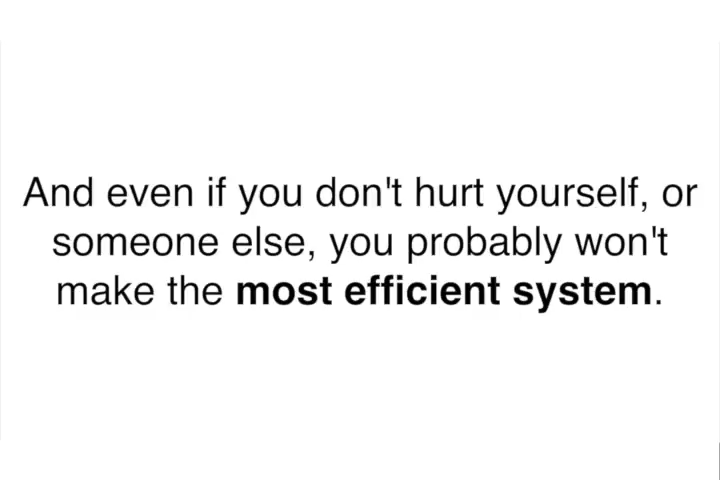 And even if you don't hurt yourself, or
someone else, you probably won't
make the most efficient system.